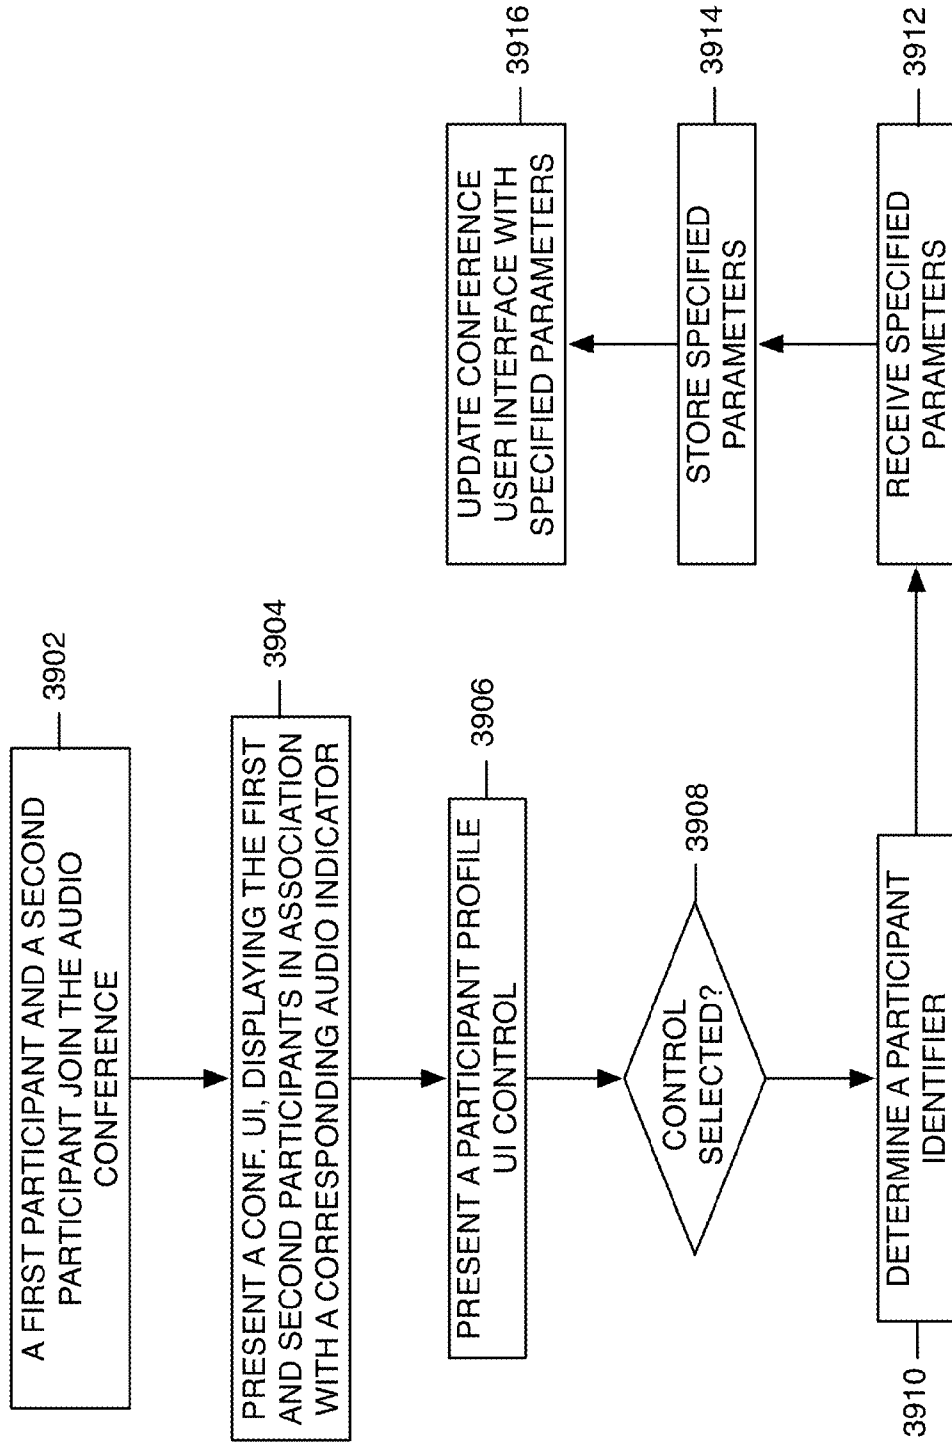 A FIRST PARTICIPANT AND A SECOND
PARTICIPANT JOIN THE AUDIO
CONFERENCE
3902
PRESENT A CONF. UI, DISPLAYING THE FIRST
AND SECOND PARTICIPANTS IN ASSOCIATION
WITH A CORRESPONDING AUDIO INDICATOR
3904
PRESENT A PARTICIPANT PROFILE
UI CONTROL
3906
CONTROL
SELECTED?
3908
DETERMINE A PARTICIPANT
IDENTIFIER
3910
RECEIVE SPECIFIED
PARAMETERS
3912
STORE SPECIFIED
PARAMETERS
3914
UPDATE CONFERENCE
USER INTERFACE WITH
SPECIFIED PARAMETERS
3916